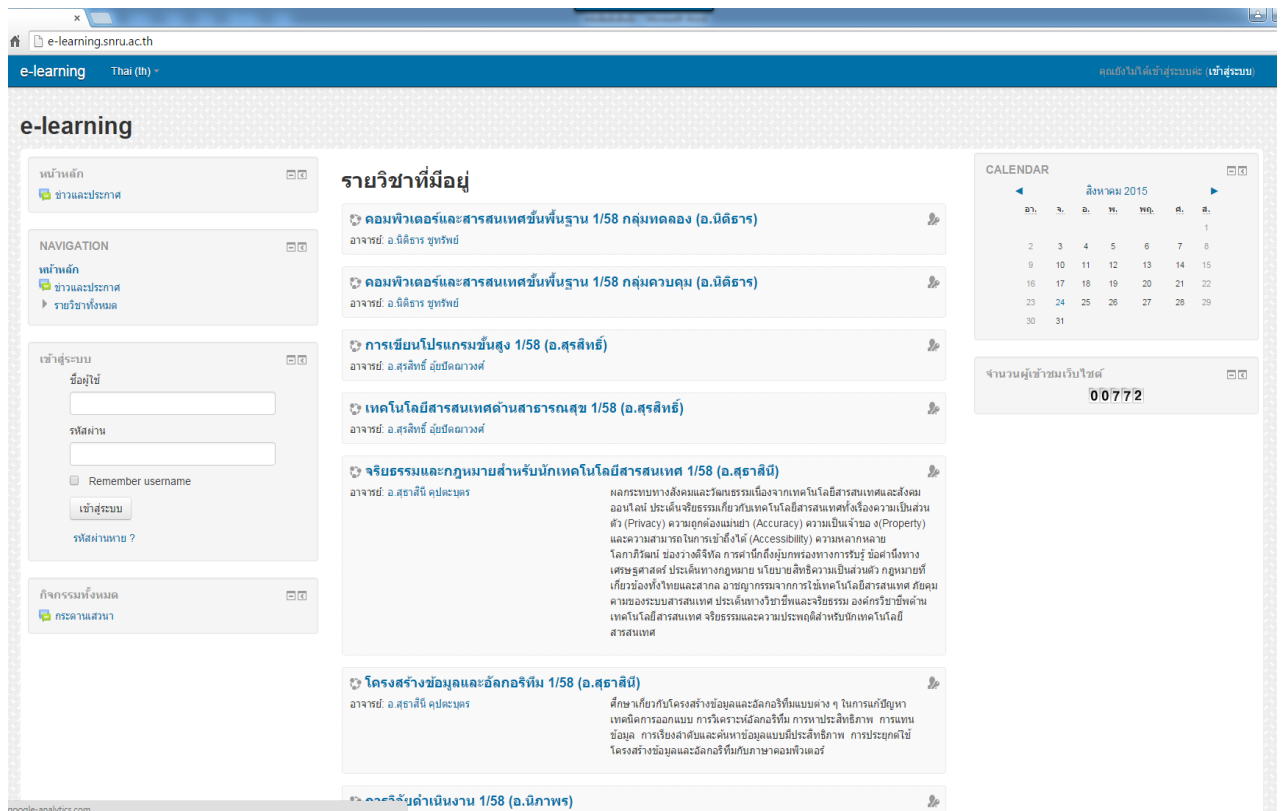 e-learning.snru.ac.th
e-learning Thai (th)
คุณยังไม่ได้เข้าสู่ระบบค่ะ (เข้าสู่ระบบ)
e-learning
หน้าหลัก
ข่าวและประกาศ
NAVIGATION
หน้าหลัก
ข่าวและประกาศ
รายวิชาทั้งหมด
เข้าสู่ระบบ
ชื่อผู้ใช้
รหัสผ่าน
Remember username
เข้าสู่ระบบ
รหัสผ่านหาย ?
กิจกรรมทั้งหมด
กระดานเสวนา
รายวิชาที่มีอยู่
คอมพิวเตอร์และสารสนเทศขั้นพื้นฐาน 1/58 กลุ่มทดลอง (อ.นิติธาร)
อาจารย์: อ.นิติธาร ชูทรัพย์
คอมพิวเตอร์และสารสนเทศขั้นพื้นฐาน 1/58 กลุ่มควบคุม (อ.นิติธาร)
อาจารย์: อ.นิติธาร ชูทรัพย์
การเขียนโปรแกรมขั้นสูง 1/58 (อ.สุรสิทธิ์)
อาจารย์: อ.สุรสิทธิ์ อุ้ยปัดฌาวงศ์
เทคโนโลยีสารสนเทศด้านสาธารณสุข 1/58 (อ.สุรสิทธิ์)
อาจารย์: อ.สุรสิทธิ์ อุ้ยปัดฌาวงศ์
จริยธรรมและกฎหมายสำหรับนักเทคโนโลยีสารสนเทศ 1/58 (อ.สุธาสินี)
อาจารย์: อ.สุธาสินี คุปตะบุตร
ผลกระทบทางสังคมและวัฒนธรรมเนื่องจากเทคโนโลยีสารสนเทศและสังคม
ออนไลน์ ประเด็นจริยธรรมเกี่ยวกับเทคโนโลยีสารสนเทศทั้งเรื่องความเป็นส่วน
ตัว (Privacy) ความถูกต้องแม่นยำ (Accuracy) ความเป็นเจ้าขอ ง(Property)
และความสามารถในการเข้าถึงได้ (Accessibility) ความหลากหลาย
โลกาภิวัฒน์ ช่องว่างดิจิทัล การคำนึกถึงผู้บกพร่องทางการรับรู้ ข้อคำนึงทาง
เศรษฐศาสตร์ ประเด็นทางกฎหมาย นโยบายสิทธิความเป็นส่วนตัว กฎหมายที่
เกี่ยวข้องทั้งไทยและสากล อาชญากรรมจากการใช้เทคโนโลยีสารสนเทศ ภัยคุม
คามของระบบสารสนเทศ ประเด็นทางวิชาชีพและจริยธรรม องค์กรวิชาชีพด้าน
เทคโนโลยีสารสนเทศ จริยธรรมและความประพฤติสำหรับนักเทคโนโลยี
สารสนเทศ
โครงสร้างข้อมูลและอัลกอริทึม 1/58 (อ.สุธาสินี)
อาจารย์: อ.สุธาสินี คุปตะบุตร
ศึกษาเกี่ยวกับโครงสร้างข้อมูลและอัลกอริทึมแบบต่าง ๆ ในการแก้ปัญหา
เทคนิคการออกแบบ การวิเคราะห์อัลกอริทึม การหาประสิทธิภาพ การแทน
ข้อมูล การเรียงลำดับและค้นหาข้อมูลแบบมีประสิทธิภาพ การประยุกต์ใช้
โครงสร้างข้อมูลและอัลกอริทึมกับภาษาคอมพิวเตอร์
การวิจัยดำเนินงาน 1/58 (อ.นิภาพร)
CALENDAR
สิงหาคม 2015
อา. จ. อ. พ. พฤ. ศ. ส.
1
2 3 4 5 6 7 8
9 10 11 12 13 14 15
16 17 18 19 20 21 22
23 24 25 26 27 28 29
30 31
จำนวนผู้เข้าชมเว็บไซต์
00772
google-analytics.com